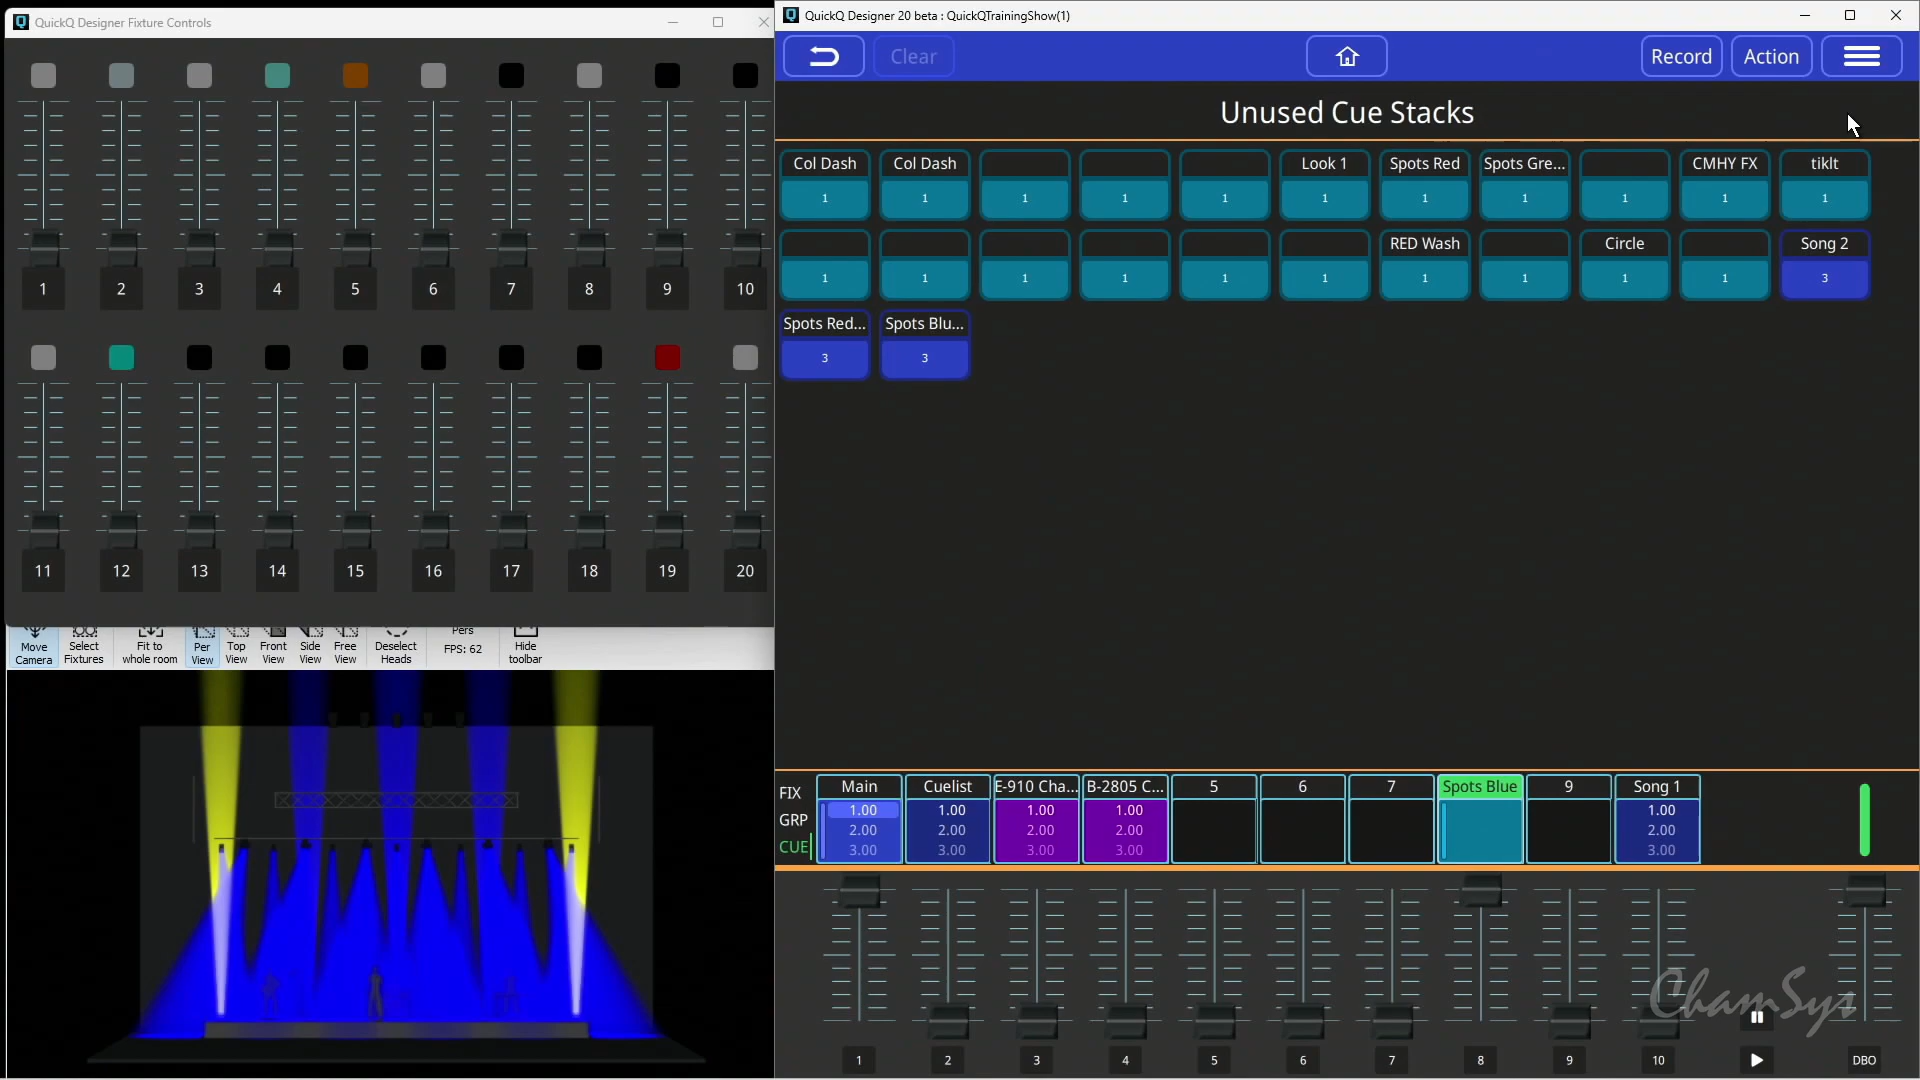 QuickQ Designer Fixture Controls
1 2 3 4 5 6 7 8 9 10
11 12 13 14 15 16 17 18 19 20
Move Camera
Select Fixtures
Fit to whole room
Per View
Top View
Front View
Side View
Free View
Deselect Heads
Pers
FPS: 62
Hide toolbar
QuickQ Designer 20 beta : QuickQTrainingShow(1)
Clear
Record
Action
Unused Cue Stacks
Col Dash Col Dash Look 1 Spots Red Spots Gre... CMHY FX tiklt
1 1 1 1 1 1 1 1 1 1 1
RED Wash Circle Song 2
1 1 1 1 1 1 1 1 1 1 3
Spots Red... Spots Blu...
3 3
FIX
GRP
CUE
Main Cuelist E-910 Cha... B-2805 C... 5 6 7 Spots Blue 9 Song 1
1.00 1.00 1.00 1.00 1.00
2.00 2.00 2.00 2.00 2.00
3.00 3.00 3.00 3.00 3.00
ChamSys
1 2 3 4 5 6 7 8 9 10 DBO